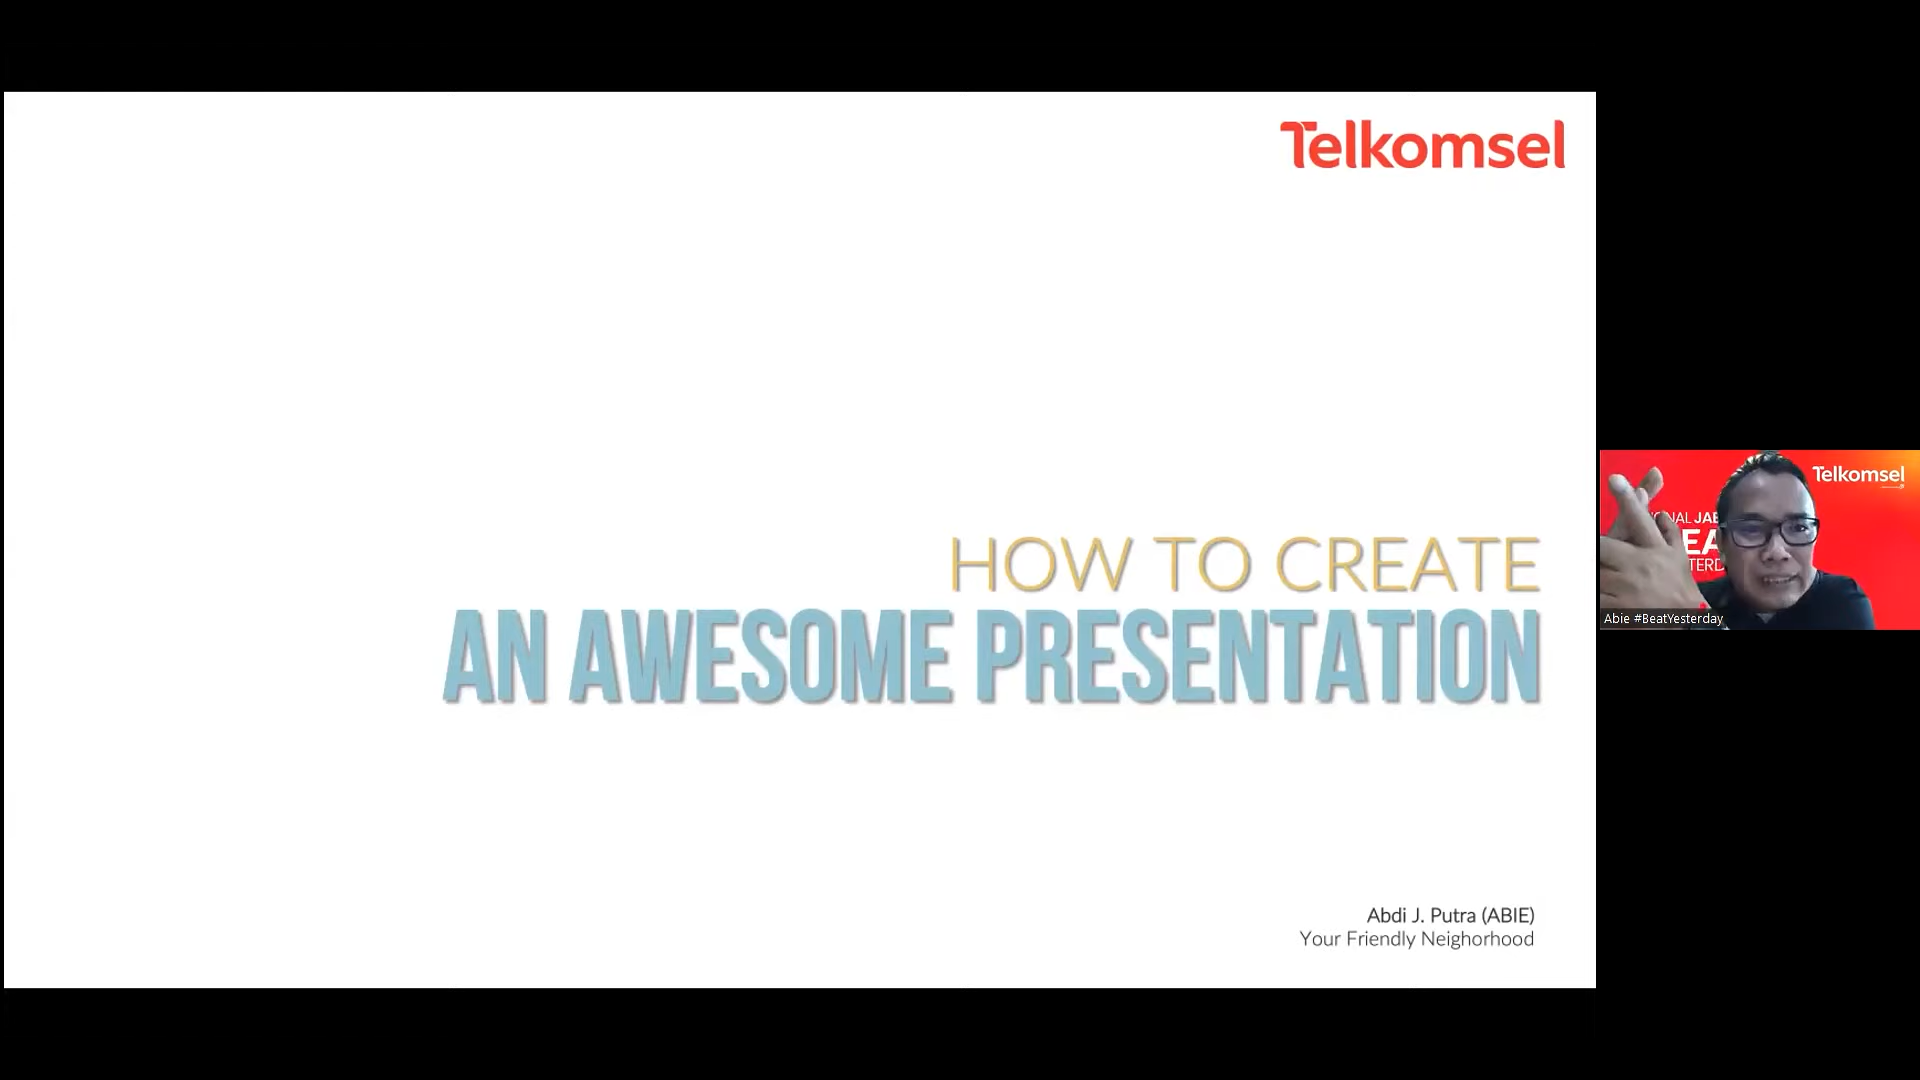 Telkomsel
HOW TO CREATE
AN AWESOME PRESENTATION
Abdi J. Putra (ABIE)
Your Friendly Neighorhood
Telkomsel
Abie #BeatYesterday